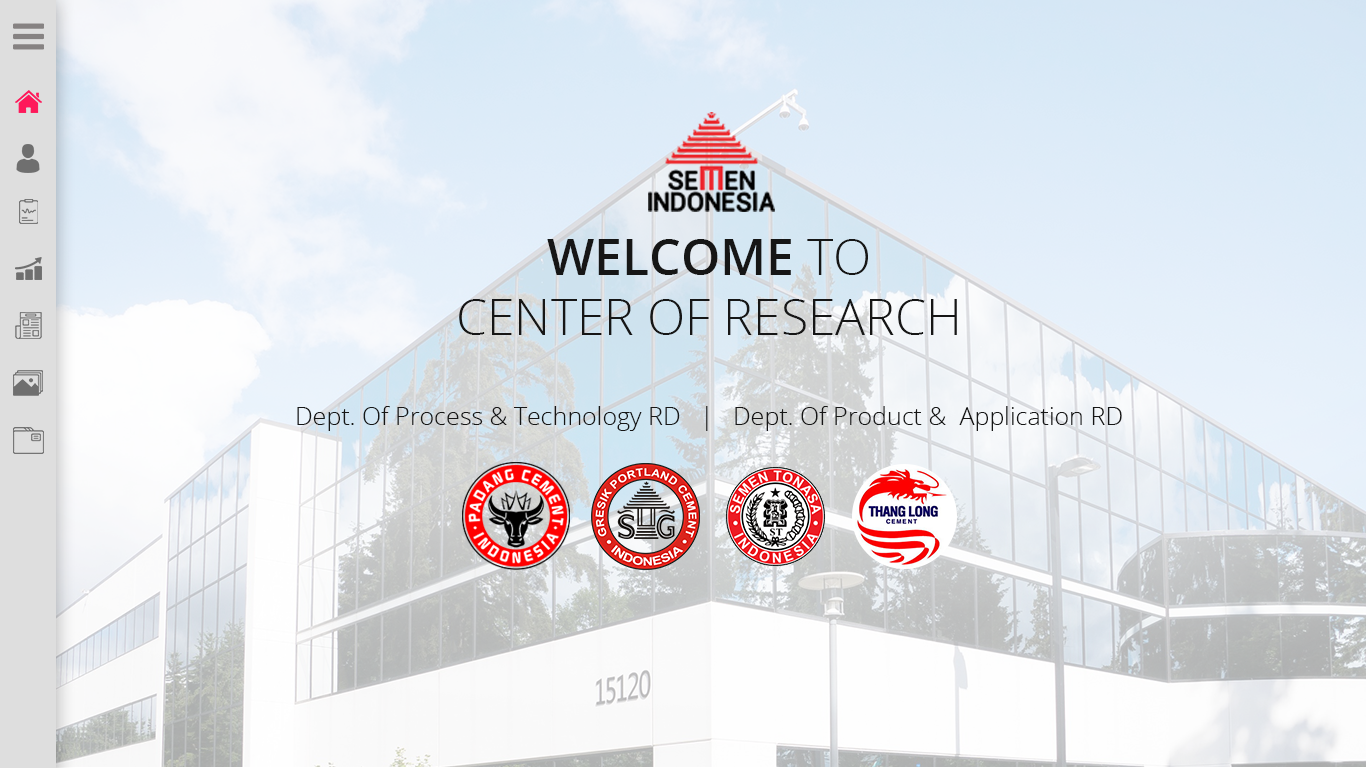 SEMEN
INDONESIA
WELCOME TO
CENTER OF RESEARCH
Dept. Of Process & Technology RD | Dept. Of Product & Application RD
PADANG CEMENT
INDONESIA
GRESIK PORTLAND CEMENT
SG
INDONESIA
SEMEN TONASA
ST
INDONESIA
THANG LONG
CEMENT
15120